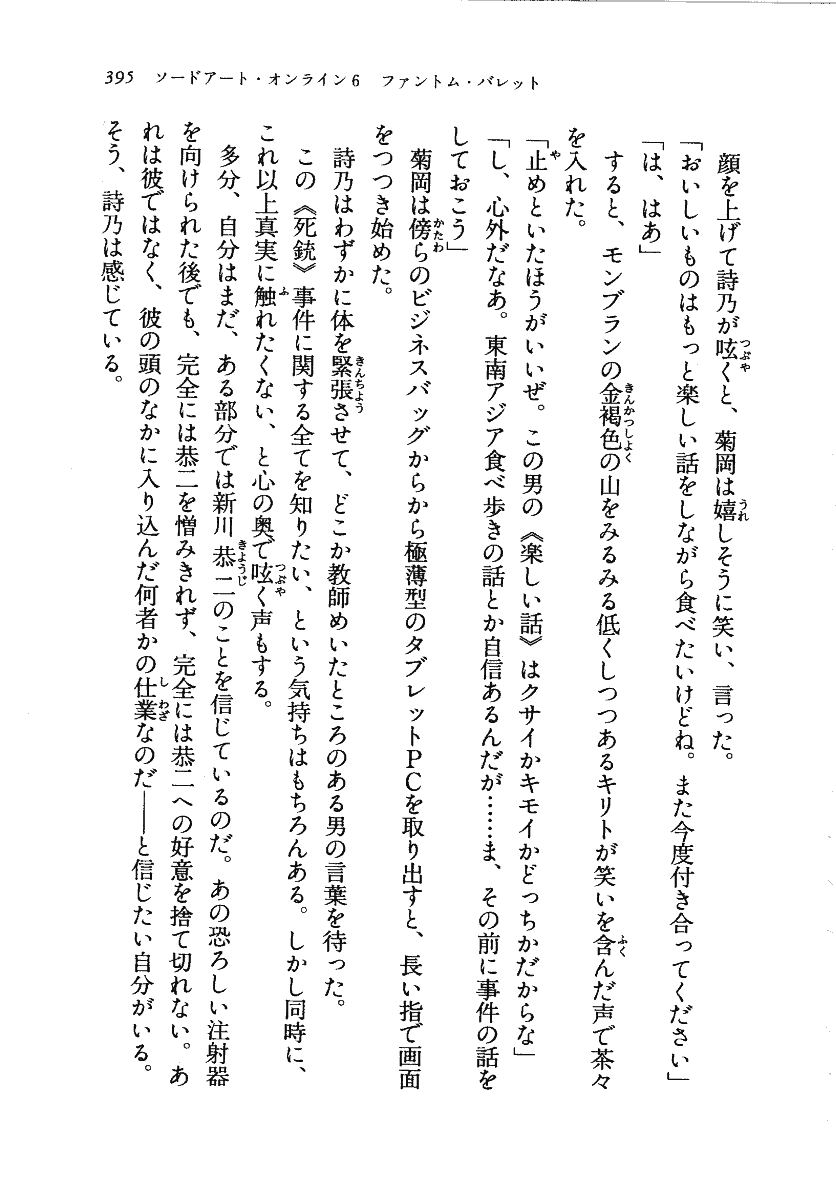 395 ソードアート・オンライン6 ファントム・バレット
顔を上げて詩乃が呟くと、菊岡は嬉しそうに笑い、言った。
「おいしいものはもっと楽しい話をしながら食べたいけどね。また今度付き合ってください」
「は、はあ」
すると、モンブランの金褐色の山をみるみる低くしつつあるキリトが笑いを含んだ声で茶々
を入れた。
「止めといたほうがいいぜ。この男の《楽しい話》はクサイかキモイかどっちかだからな」
「し、心外だなあ。東南アジア食べ歩きの話とか自信あるんだが……ま、その前に事件の話を
しておこう」
菊岡は傍らのビジネスバッグからから極薄型のタブレットPCを取り出すと、長い指で画面
をつつき始めた。
詩乃はわずかに体を緊張させて、どこか教師めいたところのある男の言葉を待った。
この《死銃》事件に関する全てを知りたい、という気持ちはもちろんある。しかし同時に、
これ以上真実に触れたくない、と心の奥で呟く声もする。
多分、自分はまだ、ある部分では新川恭二のことを信じているのだ。あの恐ろしい注射器
を向けられた後でも、完全には恭二を憎みきれず、完全には恭二への好意を捨て切れない。あ
れは彼ではなく、彼の頭のなかに入り込んだ何者かの仕業なのだ――と信じたい自分がいる。
そう、詩乃は感じている。